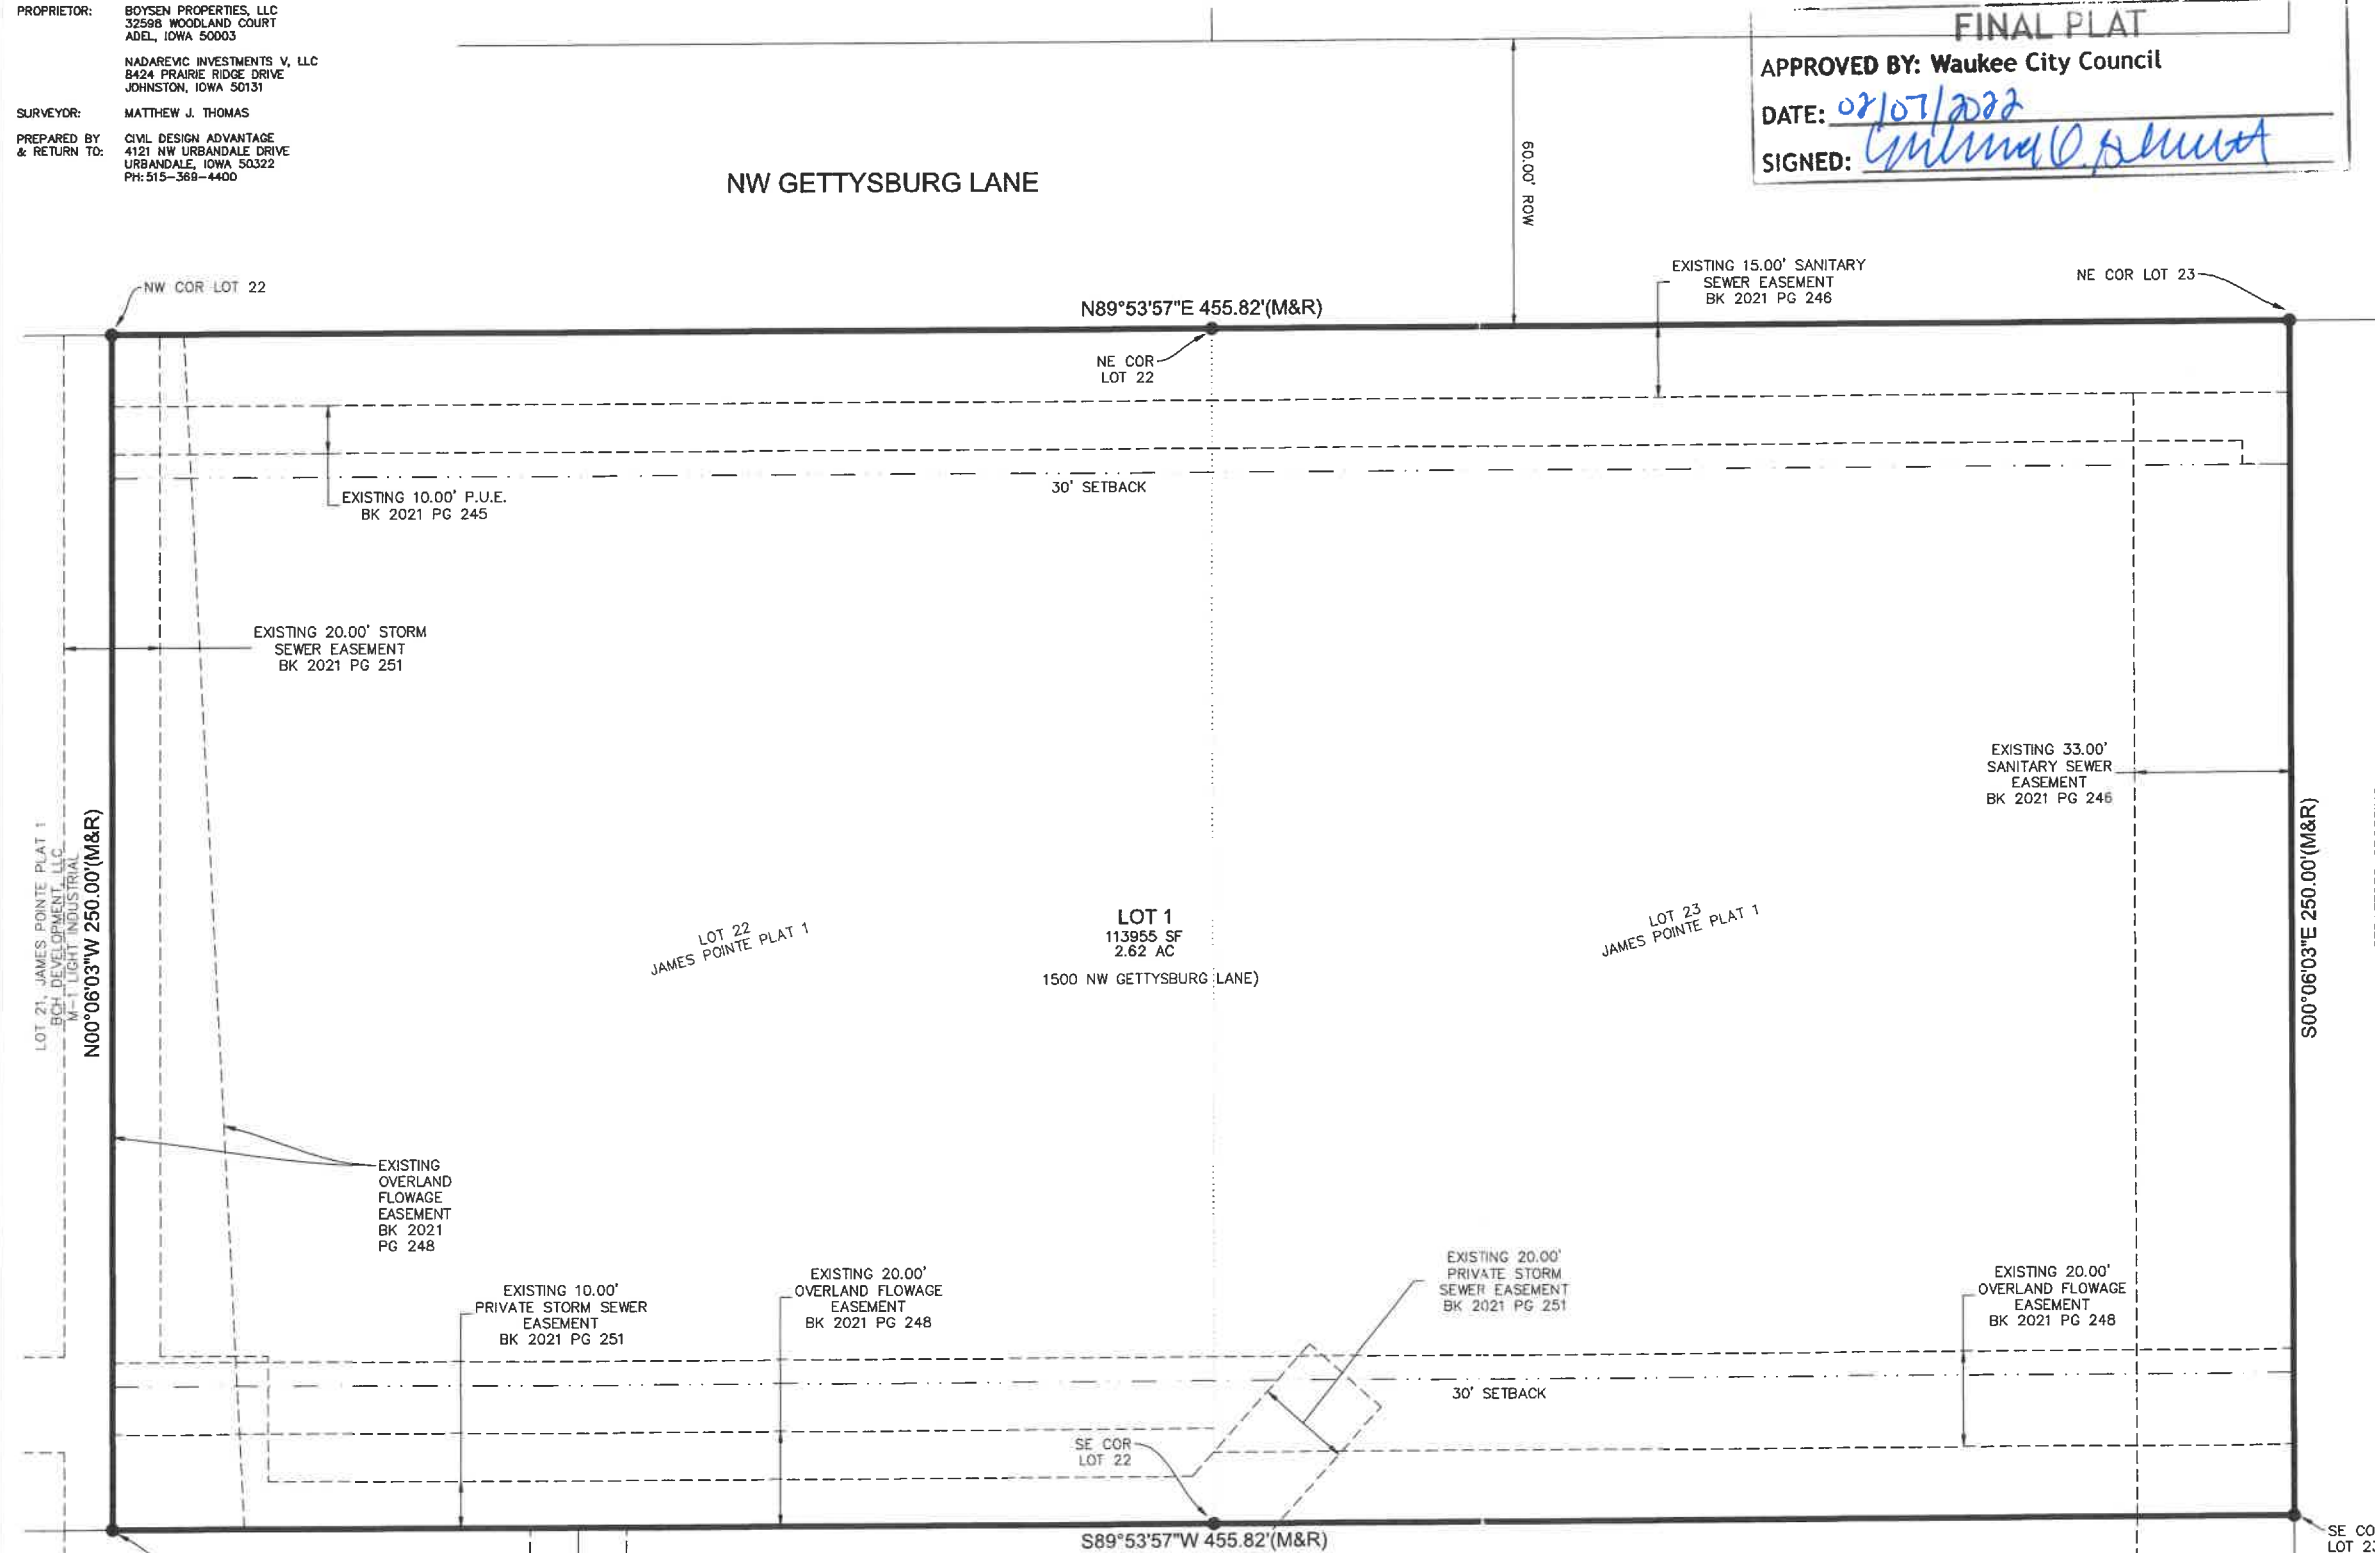 PROPRIETOR: BOYSEN PROPERTIES, LLC
32598 WOODLAND COURT
ADEL, IOWA 50003
NADAREVIC INVESTMENTS V, LLC
8424 PRAIRIE RIDGE DRIVE
JOHNSTON, IOWA 50131
SURVEYOR: MATTHEW J. THOMAS
PREPARED BY CIVIL DESIGN ADVANTAGE
& RETURN TO: 4121 NW URBANDALE DRIVE
URBANDALE, IOWA 50322
PH: 515-369-4400
FINAL PLAT
APPROVED BY: Waukee City Council
DATE: 02/07/2022
SIGNED:
NW GETTYSBURG LANE
60.00' ROW
NW COR LOT 22
N89°53'57"E 455.82'(M&R)
EXISTING 15.00' SANITARY
SEWER EASEMENT
BK 2021 PG 246
NE COR LOT 23
NE COR
LOT 22
30' SETBACK
EXISTING 10.00' P.U.E.
BK 2021 PG 245
EXISTING 20.00' STORM
SEWER EASEMENT
BK 2021 PG 251
EXISTING 33.00'
SANITARY SEWER
EASEMENT
BK 2021 PG 246
LOT 21, JAMES POINTE PLAT 1
BCH DEVELOPMENT, LLC
M-1 LIGHT INDUSTRIAL
N00°06'03"W 250.00'(M&R)
LOT 22
JAMES POINTE PLAT 1
LOT 1
113955 SF
2.62 AC
1500 NW GETTYSBURG LANE)
LOT 23
JAMES POINTE PLAT 1
S00°06'03"E 250.00'(M&R)
EXISTING
OVERLAND
FLOWAGE
EASEMENT
BK 2021
PG 248
EXISTING 10.00'
PRIVATE STORM SEWER
EASEMENT
BK 2021 PG 251
EXISTING 20.00'
OVERLAND FLOWAGE
EASEMENT
BK 2021 PG 248
EXISTING 20.00'
PRIVATE STORM
SEWER EASEMENT
BK 2021 PG 251
EXISTING 20.00'
OVERLAND FLOWAGE
EASEMENT
BK 2021 PG 248
30' SETBACK
SE COR
LOT 22
S89°53'57"W 455.82'(M&R)
SE CO
LOT 2